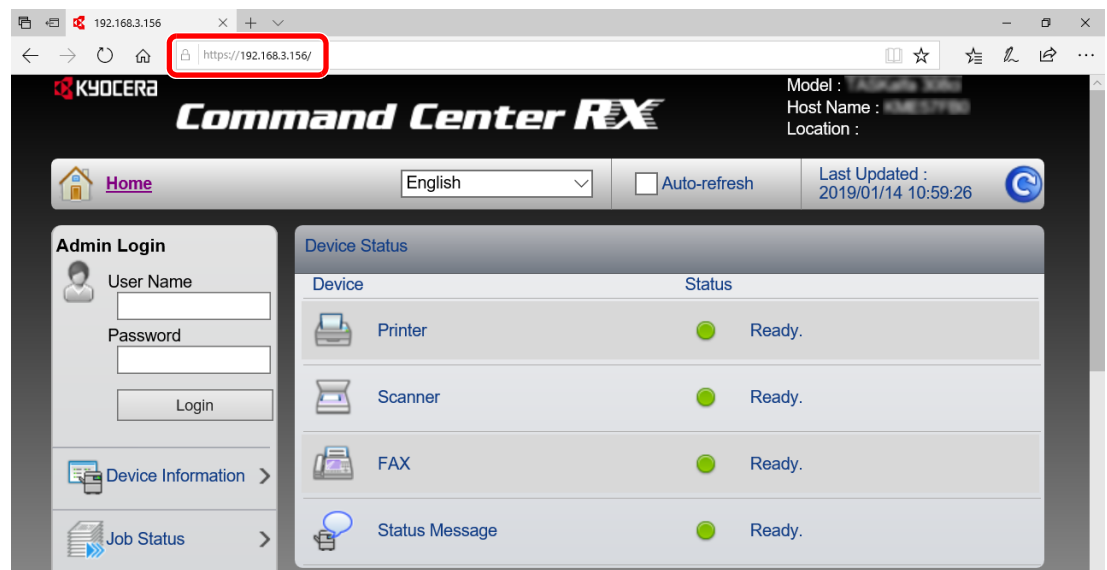 192.168.3.156
https://192.168.3.156/
KYOCERA
Command Center RX
Model :
Host Name :
Location :
Home
English
Auto-refresh
Last Updated :
2019/01/14 10:59:26
Admin Login
User Name
Password
Login
Device Information
Job Status
Device Status
Device Status
Printer Ready.
Scanner Ready.
FAX Ready.
Status Message Ready.